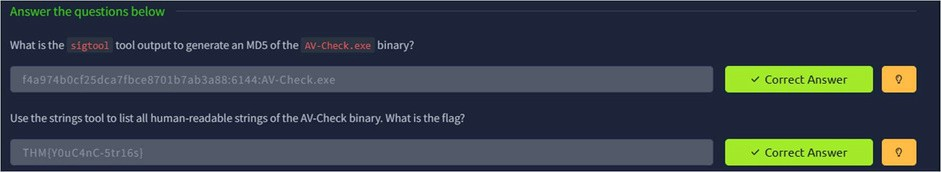 Answer the questions below
What is the sigtool tool output to generate an MD5 of the AV-Check.exe binary?
f4a974b0cf25dca7fbce8701b7ab3a88:6144:AV-Check.exe
✓ Correct Answer
Use the strings tool to list all human-readable strings of the AV-Check binary. What is the flag?
THM{Y0uC4nC-5tr16s}
✓ Correct Answer